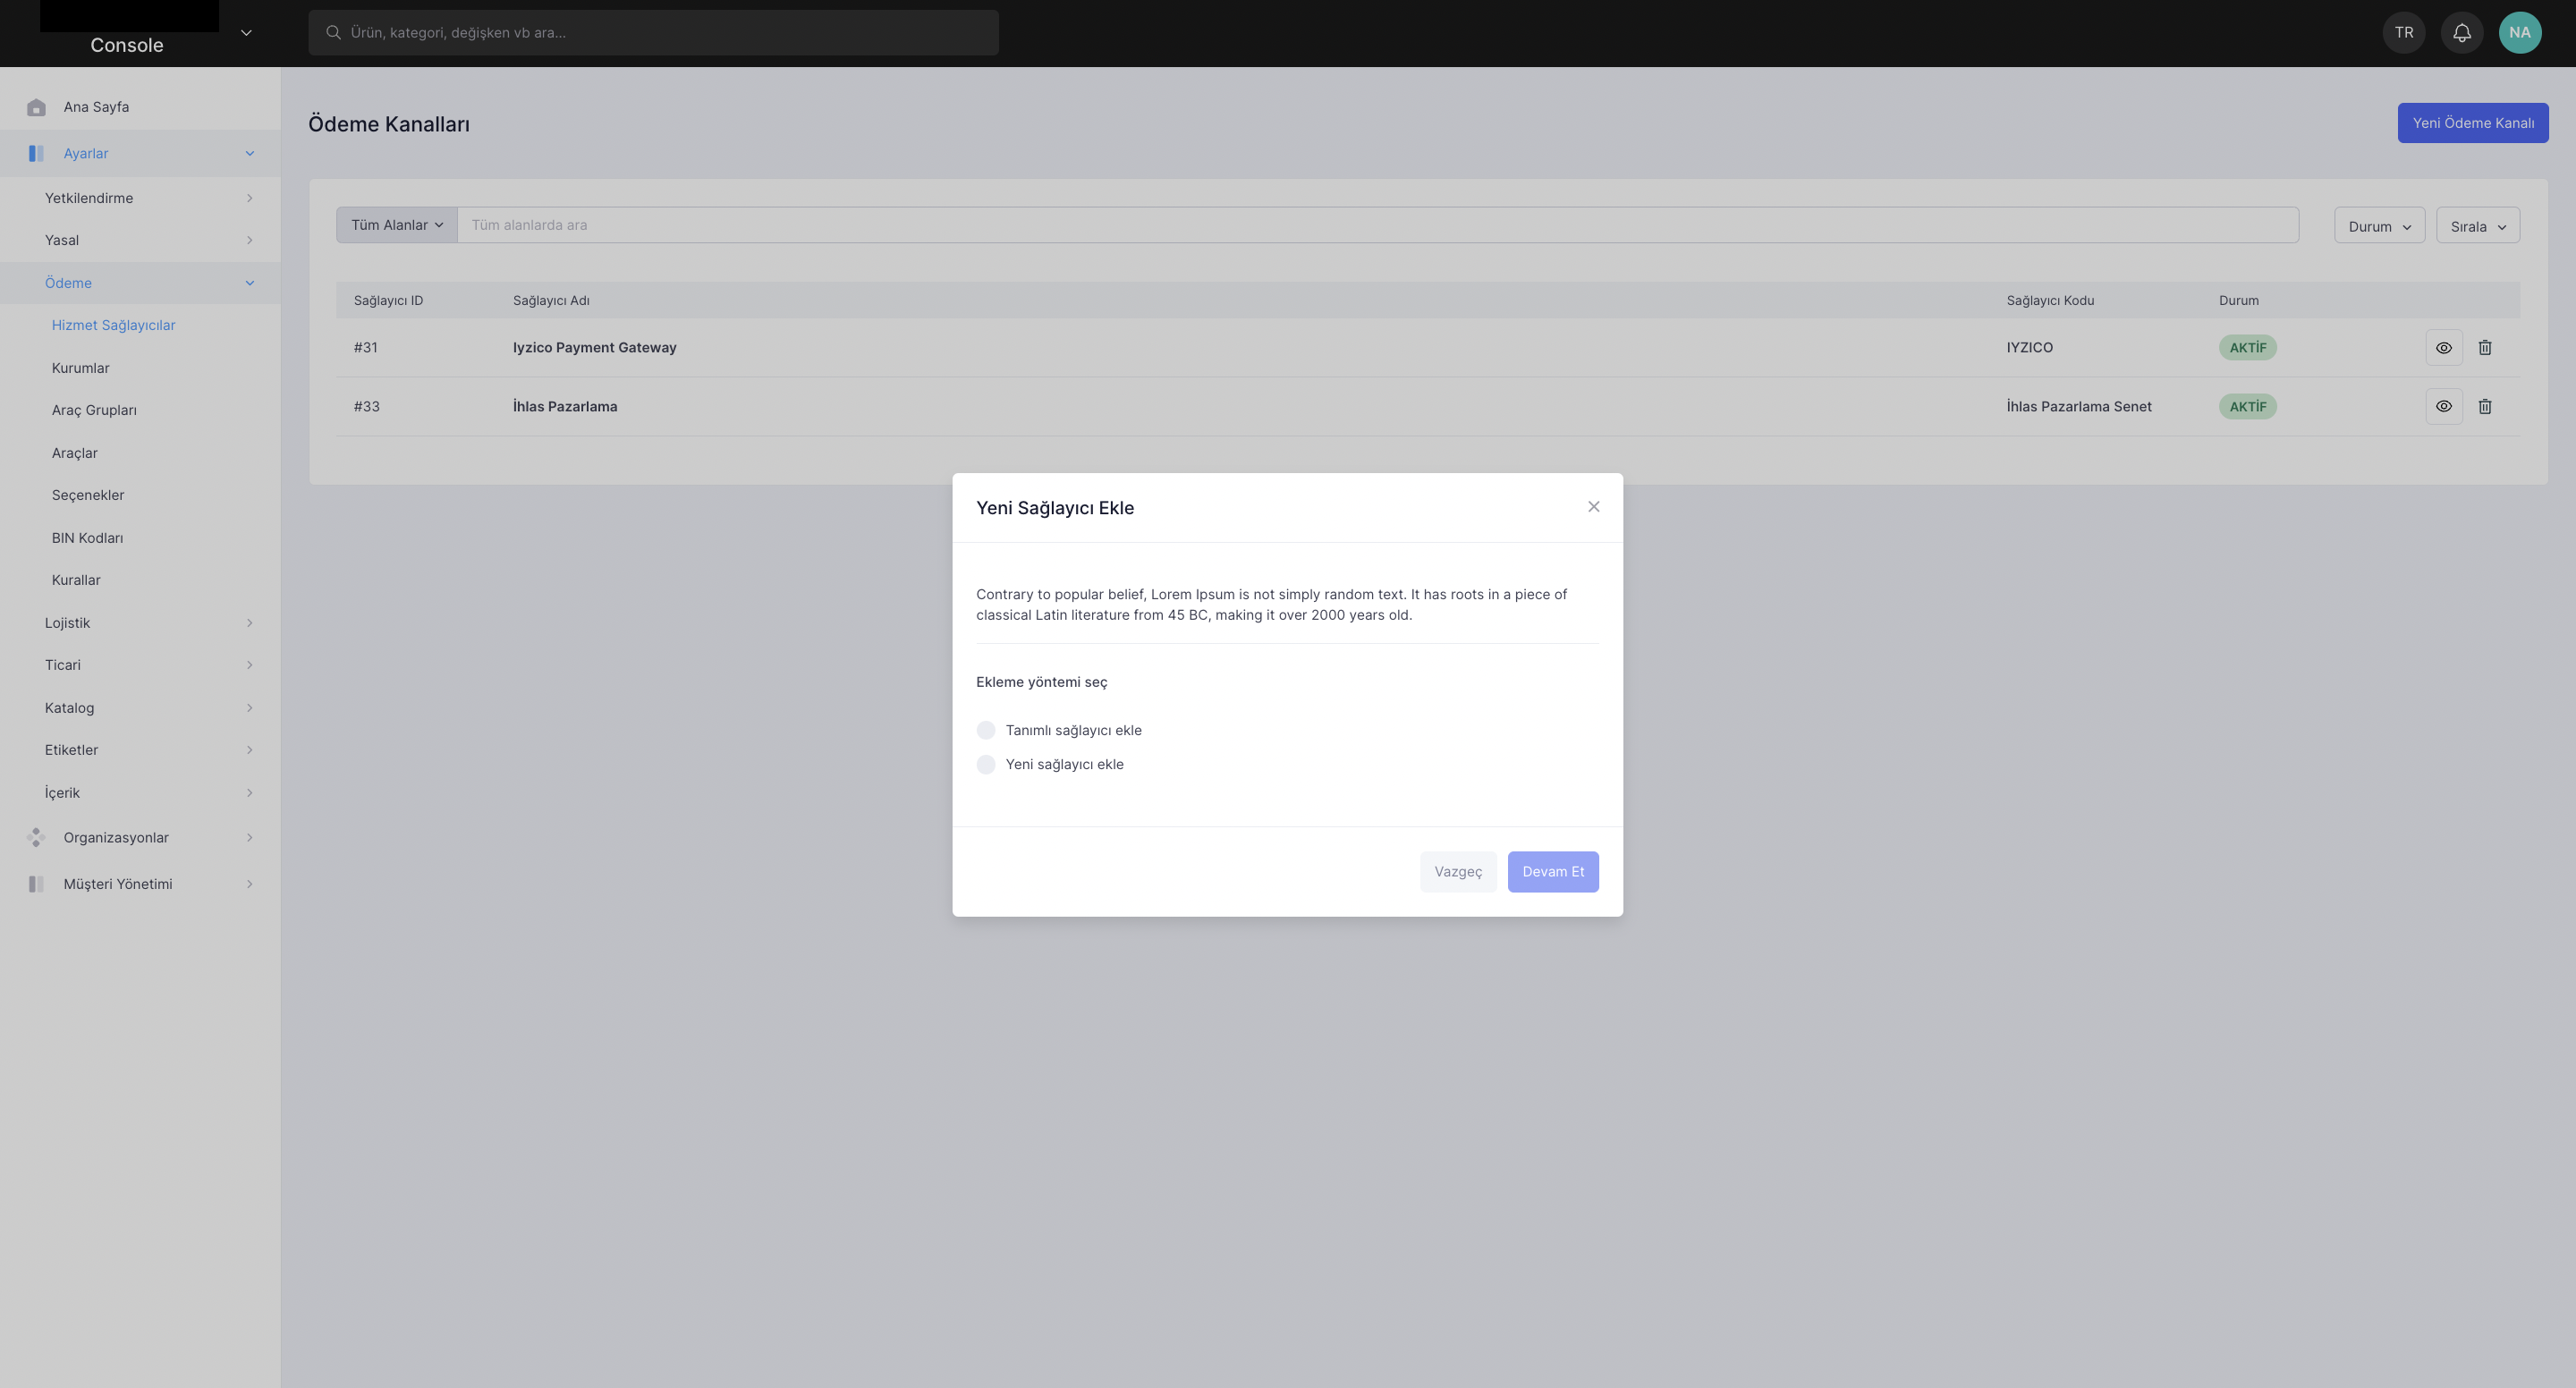 Console
Ürün, kategori, değişken vb ara...
TR
NA
Ana Sayfa
Ayarlar
Yetkilendirme
Yasal
Ödeme
Hizmet Sağlayıcılar
Kurumlar
Araç Grupları
Araçlar
Seçenekler
BIN Kodları
Kurallar
Lojistik
Ticari
Katalog
Etiketler
İçerik
Organizasyonlar
Müşteri Yönetimi
Ödeme Kanalları
Yeni Ödeme Kanalı
Tüm Alanlar
Tüm alanlarda ara
Durum
Sırala
Sağlayıcı ID Sağlayıcı Adı Sağlayıcı Kodu Durum
#31 Iyzico Payment Gateway IYZICO AKTİF
#33 İhlas Pazarlama İhlas Pazarlama Senet AKTİF
Yeni Sağlayıcı Ekle
Contrary to popular belief, Lorem Ipsum is not simply random text. It has roots in a piece of
classical Latin literature from 45 BC, making it over 2000 years old.
Ekleme yöntemi seç
Tanımlı sağlayıcı ekle
Yeni sağlayıcı ekle
Vazgeç
Devam Et